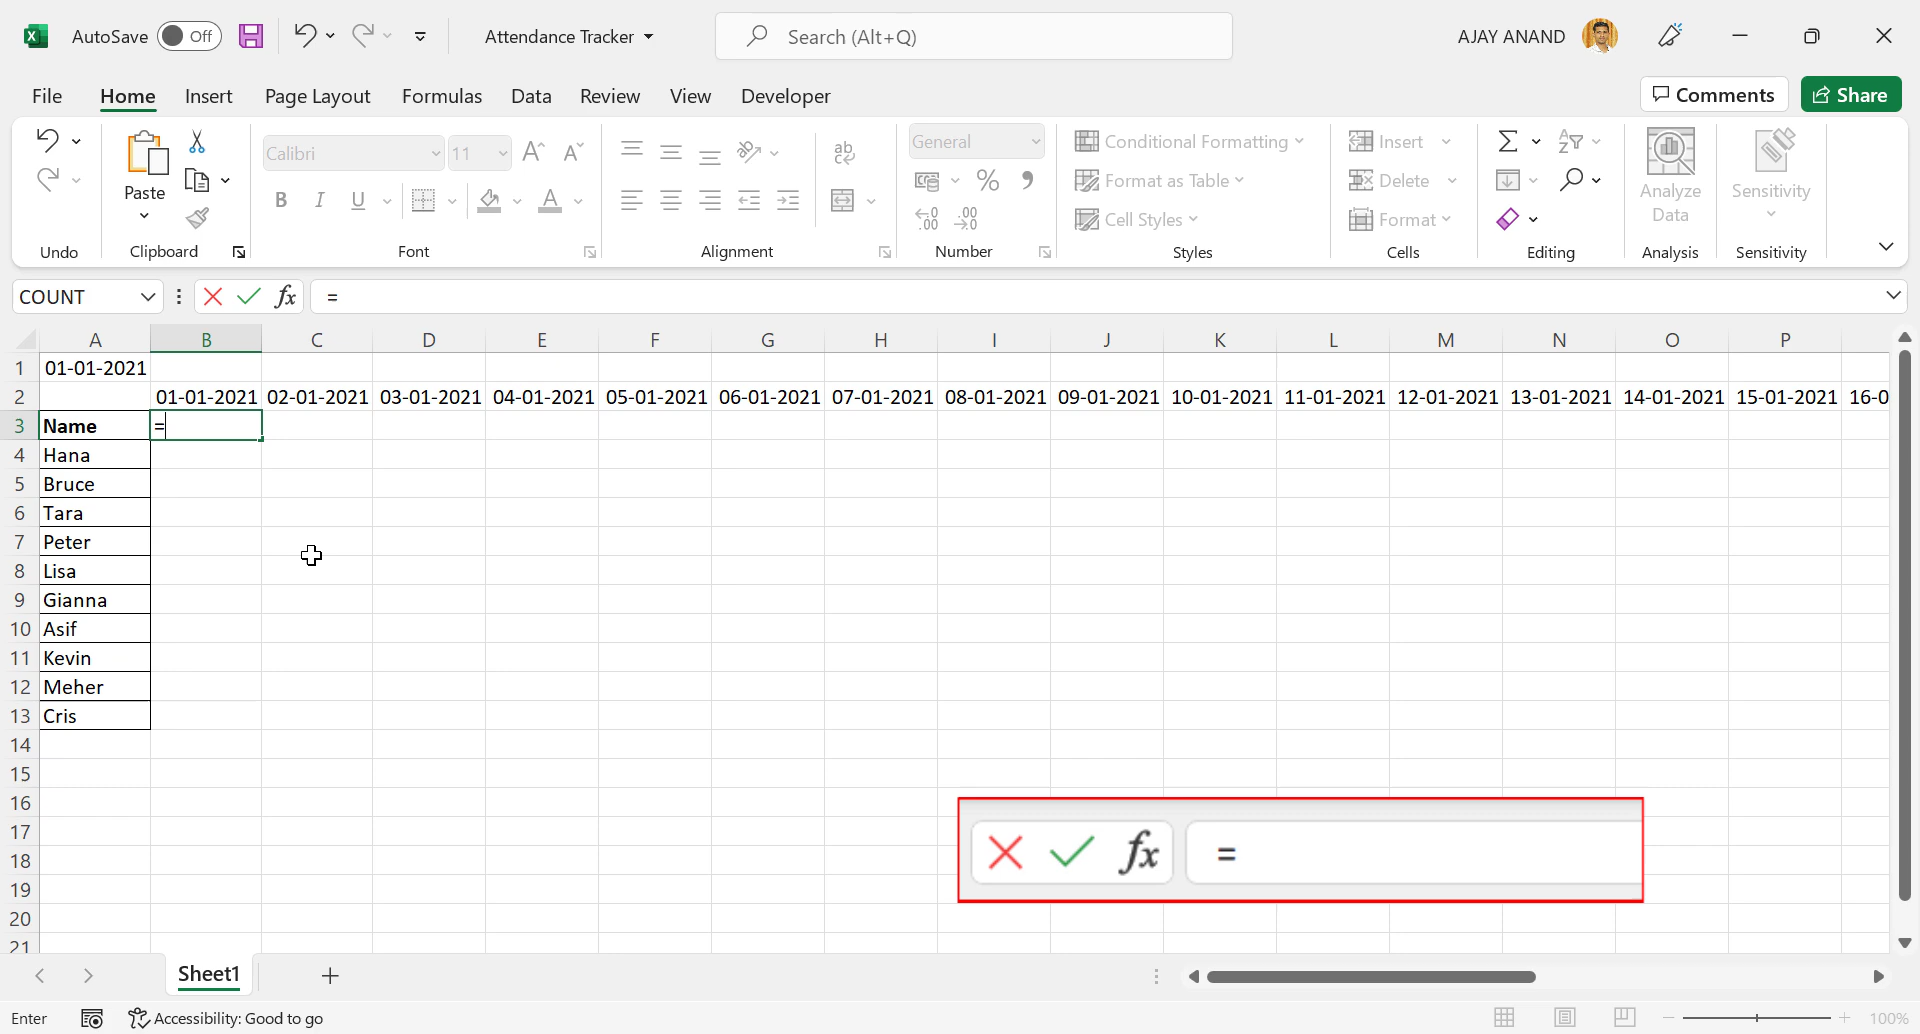 AutoSave Off Attendance Tracker Search (Alt+Q) AJAY ANAND
File Home Insert Page Layout Formulas Data Review View Developer Comments Share
Paste
Calibri 11
B I U
ab
c
General
% ,
.00
.00
Conditional Formatting
Format as Table
Cell Styles
Insert
Delete
Format
Analyze
Data
Sensitivity
Undo Clipboard Font Alignment Number Styles Cells Editing Analysis Sensitivity
COUNT fx =
A B C D E F G H I J K L M N O P
1 01-01-2021
2 01-01-2021 02-01-2021 03-01-2021 04-01-2021 05-01-2021 06-01-2021 07-01-2021 08-01-2021 09-01-2021 10-01-2021 11-01-2021 12-01-2021 13-01-2021 14-01-2021 15-01-2021 16-0
3 Name =
4 Hana
5 Bruce
6 Tara
7 Peter
8 Lisa
9 Gianna
10 Asif
11 Kevin
12 Meher
13 Cris
14
15
16
17
18
19
20
21
fx =
Sheet1
Enter Accessibility: Good to go 100%